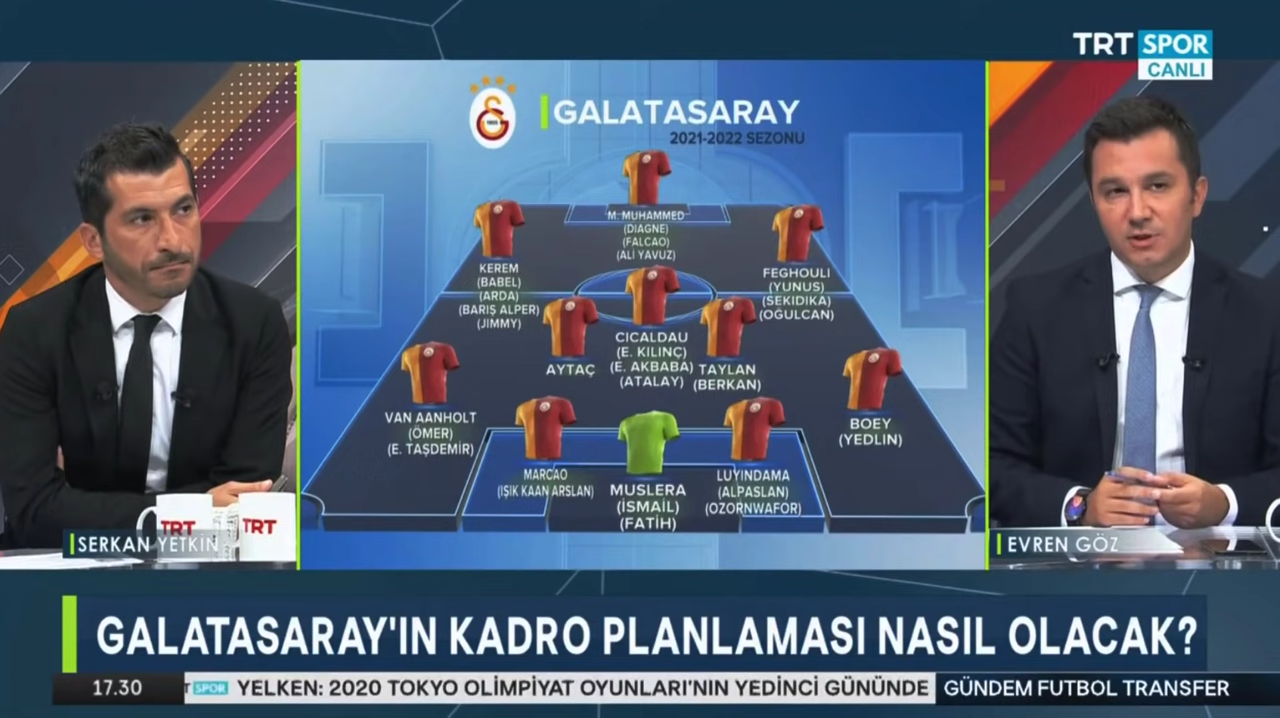 TRT SPOR
CANLI
GALATASARAY
2021-2022 SEZONU
M. MUHAMMED
(DIAGNE)
(FALCAO)
(ALİ YAVUZ)
KEREM
(BABEL)
(ARDA)
(BARIŞ ALPER)
(JIMMY)
FEGHOULI
(YUNUS)
(SEKIDIKA)
(OĞULCAN)
AYTAÇ
CICALDAU
(E. KILINÇ)
(E. AKBABA)
(ATALAY)
TAYLAN
(BERKAN)
VAN AANHOLT
(ÖMER)
(E. TAŞDEMİR)
BOEY
(YEDLIN)
MARCAO
(IŞIK KAAN ARSLAN)
MUSLERA
(İSMAİL)
(FATİH)
LUYINDAMA
(ALPASLAN)
(OZORNWAFOR)
TRT
TRT
SERKAN YETKİN
EVREN GÖZ
GALATASARAY'IN KADRO PLANLAMASI NASIL OLACAK?
17.30
SPOR YELKEN: 2020 TOKYO OLİMPİYAT OYUNLARI'NIN YEDİNCİ GÜNÜNDE
GÜNDEM FUTBOL TRANSFER